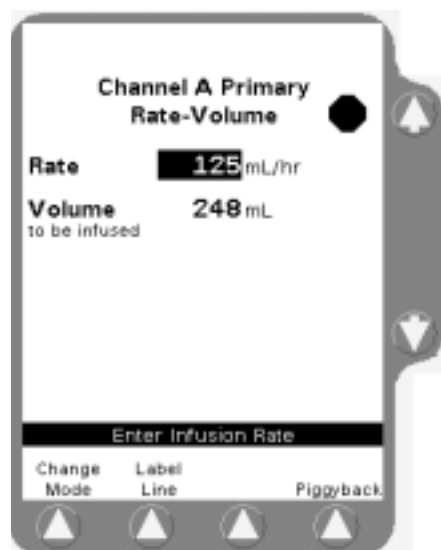 Channel A Primary
Rate-Volume
Rate 125 mL/hr
Volume 248 mL
to be infused
Enter Infusion Rate
Change Label
Mode Line Piggyback